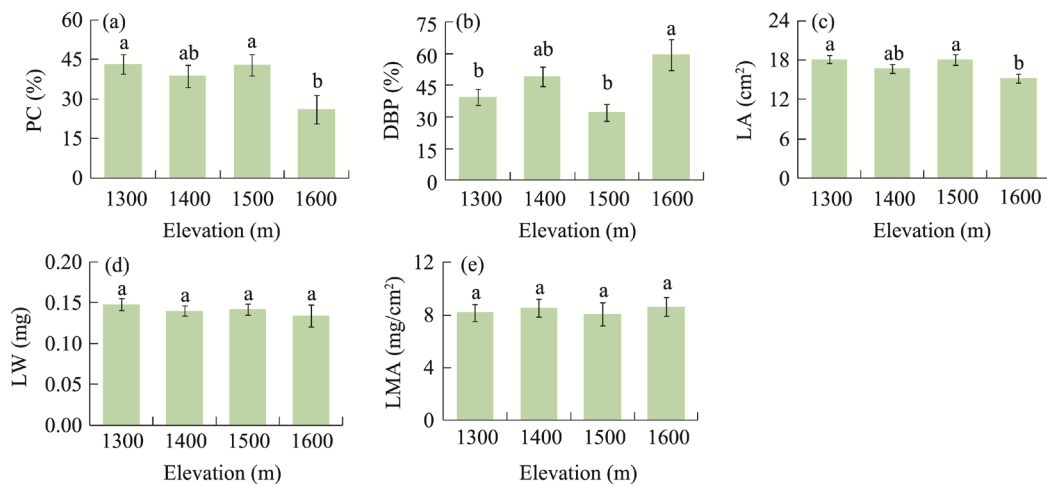 (a)
PC (%)
60
45
30
15
0
a
ab
a
b
1300 1400 1500 1600
Elevation (m)
(b)
DBP (%)
75
60
45
30
15
0
b
ab
b
a
1300 1400 1500 1600
Elevation (m)
(c)
LA (cm²)
24
18
12
6
0
a
ab
a
b
1300 1400 1500 1600
Elevation (m)
(d)
LW (mg)
0.20
0.15
0.10
0.05
0.00
a
a
a
a
1300 1400 1500 1600
Elevation (m)
(e)
LMA (mg/cm²)
12
8
4
0
a
a
a
a
1300 1400 1500 1600
Elevation (m)